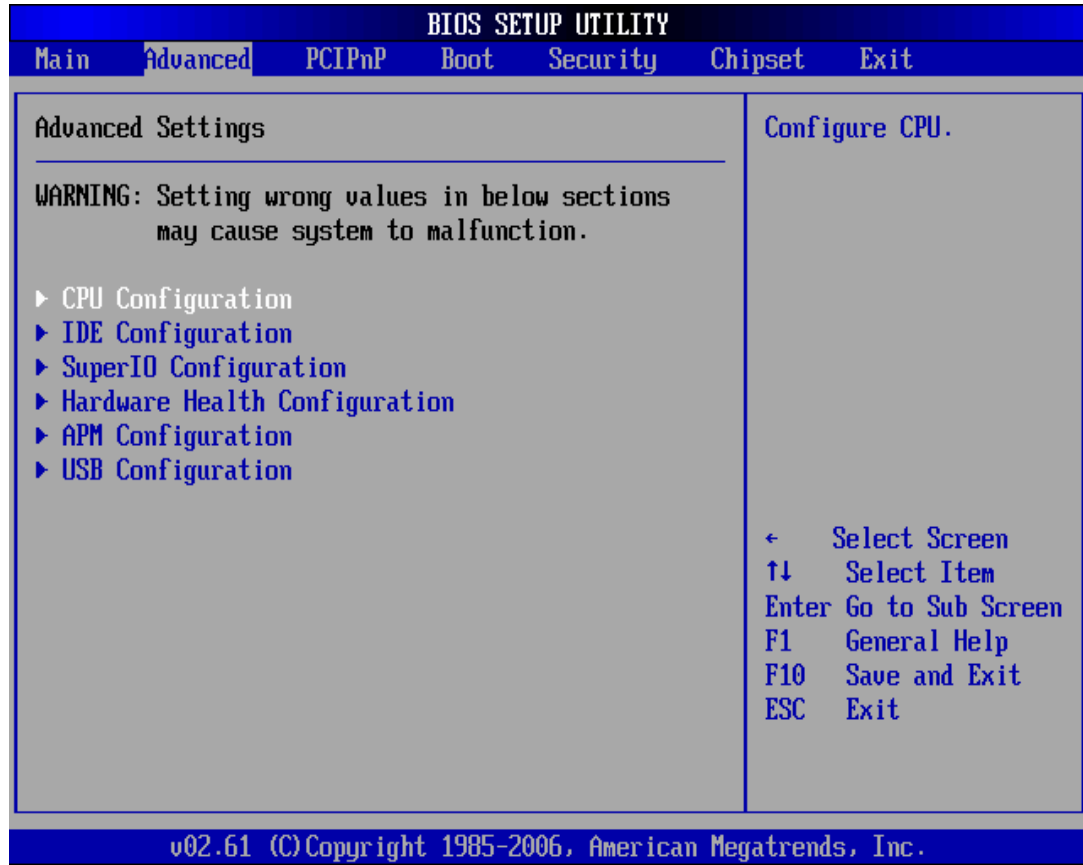 BIOS SETUP UTILITY
Main Advanced PCIPnP Boot Security Chipset Exit
Advanced Settings
WARNING: Setting wrong values in below sections
may cause system to malfunction.
▶ CPU Configuration
▶ IDE Configuration
▶ SuperIO Configuration
▶ Hardware Health Configuration
▶ APM Configuration
▶ USB Configuration
Configure CPU.
← Select Screen
↑↓ Select Item
Enter Go to Sub Screen
F1 General Help
F10 Save and Exit
ESC Exit
v02.61 (C)Copyright 1985-2006, American Megatrends, Inc.